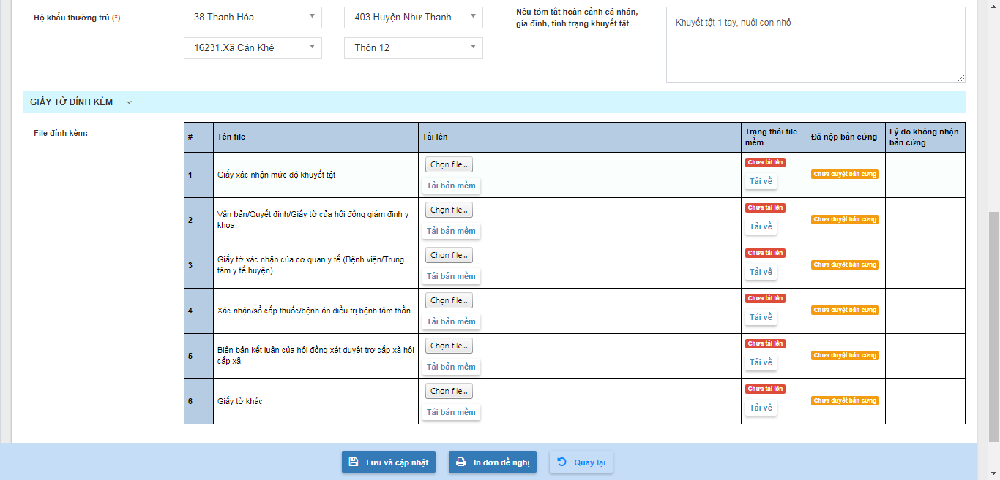 Hộ khẩu thường trú (*)
38.Thanh Hóa
403.Huyện Như Thanh
16231.Xã Cán Khê
Thôn 12
Nêu tóm tắt hoàn cảnh cá nhân,
gia đình, tình trạng khuyết tật
Khuyết tật 1 tay, nuôi con nhỏ
GIẤY TỜ ĐÍNH KÈM
File đính kèm:
#
Tên file
Tải lên
Trạng thái file
mềm
Đã nộp bản cứng
Lý do không nhận
bản cứng
1
Giấy xác nhận mức độ khuyết tật
Chọn file...
Tải bản mềm
Chưa tải lên
Tải về
Chưa duyệt bản cứng
2
Văn bản/Quyết định/Giấy tờ của hội đồng giám định y
khoa
Chọn file...
Tải bản mềm
Chưa tải lên
Tải về
Chưa duyệt bản cứng
3
Giấy tờ xác nhận của cơ quan y tế (Bệnh viện/Trung
tâm y tế huyện)
Chọn file...
Tải bản mềm
Chưa tải lên
Tải về
Chưa duyệt bản cứng
4
Xác nhận/sổ cấp thuốc/bệnh án điều trị bệnh tâm thần
Chọn file...
Tải bản mềm
Chưa tải lên
Tải về
Chưa duyệt bản cứng
5
Biên bản kết luận của hội đồng xét duyệt trợ cấp xã hội
cấp xã
Chọn file...
Tải bản mềm
Chưa tải lên
Tải về
Chưa duyệt bản cứng
6
Giấy tờ khác
Chọn file...
Tải bản mềm
Chưa tải lên
Tải về
Chưa duyệt bản cứng
Lưu và cập nhật
In đơn đề nghị
Quay lại